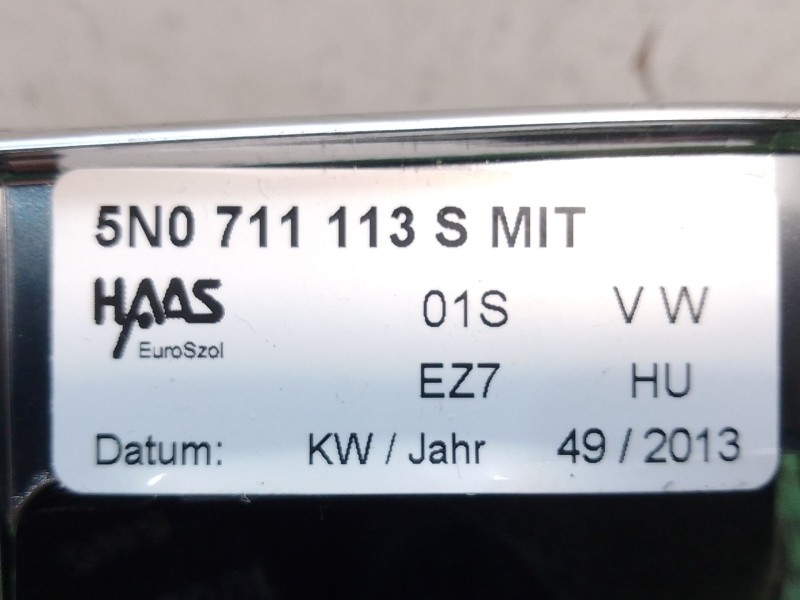 5N0 711 113 S MIT
HAAS 01S V W
EuroSzol
EZ7 HU
Datum: KW / Jahr 49 / 2013